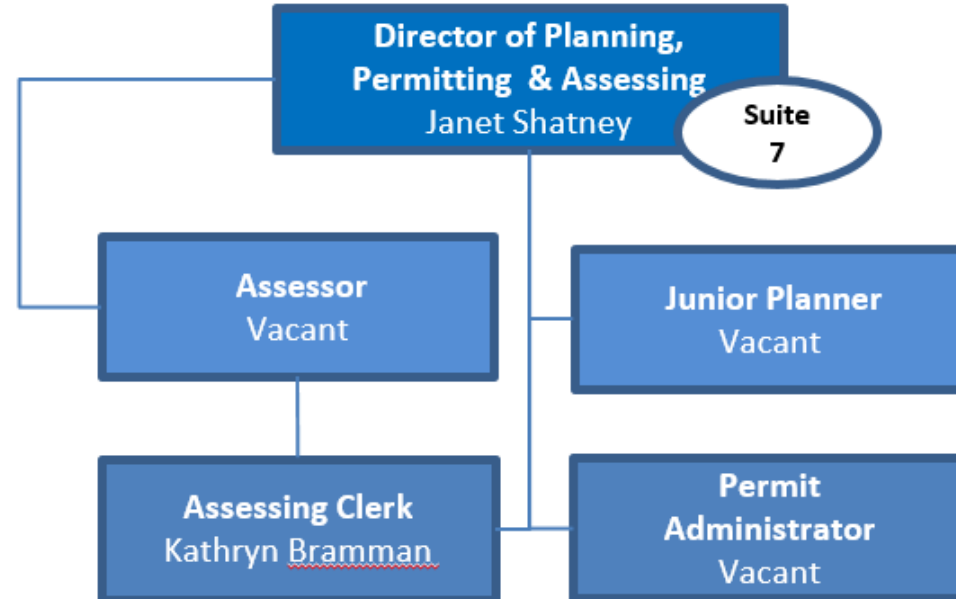 Director of Planning,
Permitting & Assessing
Janet Shatney
Suite
7
Assessor
Vacant
Junior Planner
Vacant
Assessing Clerk
Kathryn Bramman
Permit
Administrator
Vacant